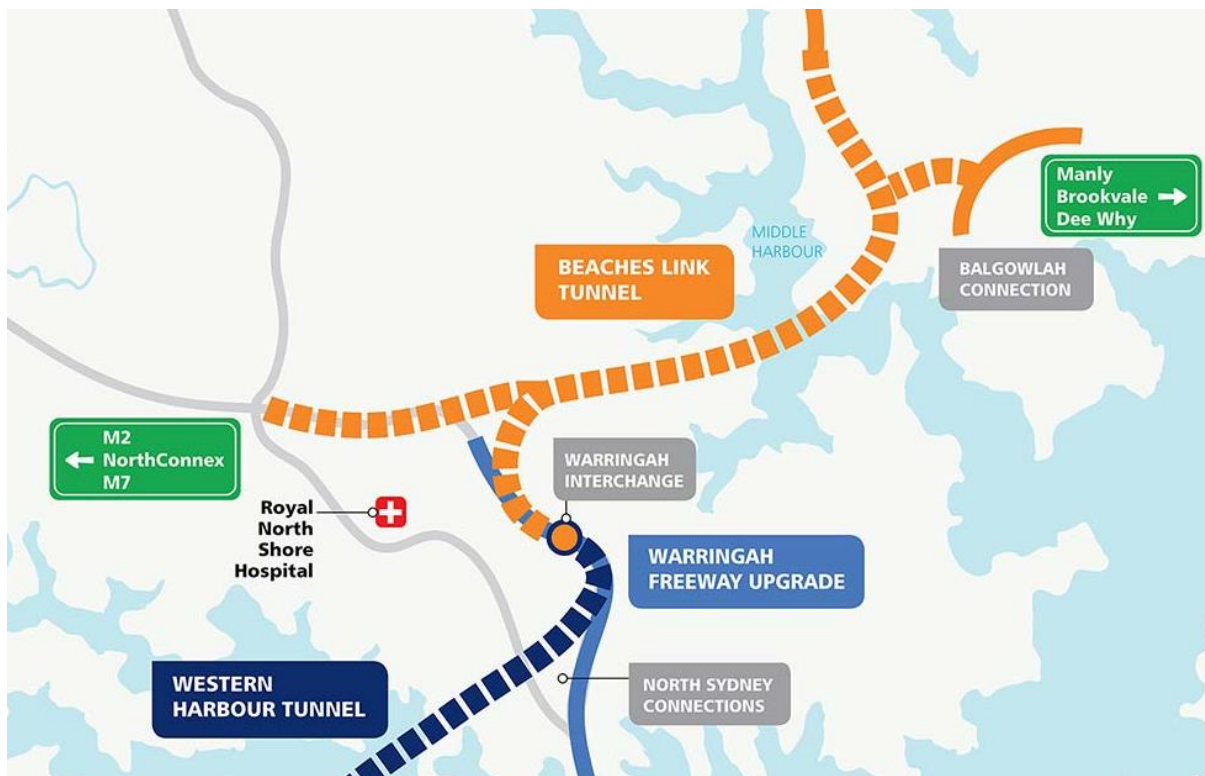 Manly
Brookvale
Dee Why
MIDDLE
HARBOUR
BEACHES LINK
TUNNEL
BALGOWLAH
CONNECTION
M2
NorthConnex
M7
WARRINGAH
INTERCHANGE
Royal
North
Shore
Hospital
WARRINGAH
FREEWAY UPGRADE
WESTERN
HARBOUR TUNNEL
NORTH SYDNEY
CONNECTIONS